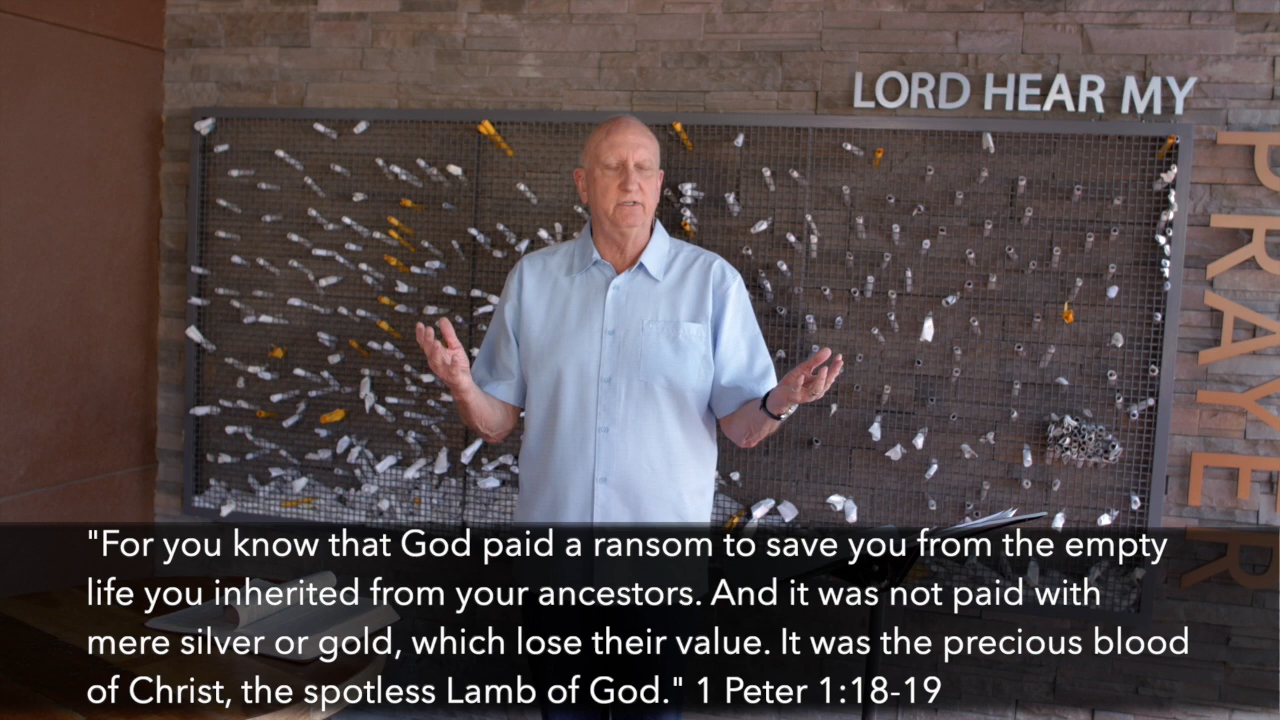 LORD HEAR MY
PRAYER
"For you know that God paid a ransom to save you from the empty
life you inherited from your ancestors. And it was not paid with
mere silver or gold, which lose their value. It was the precious blood
of Christ, the spotless Lamb of God." 1 Peter 1:18-19